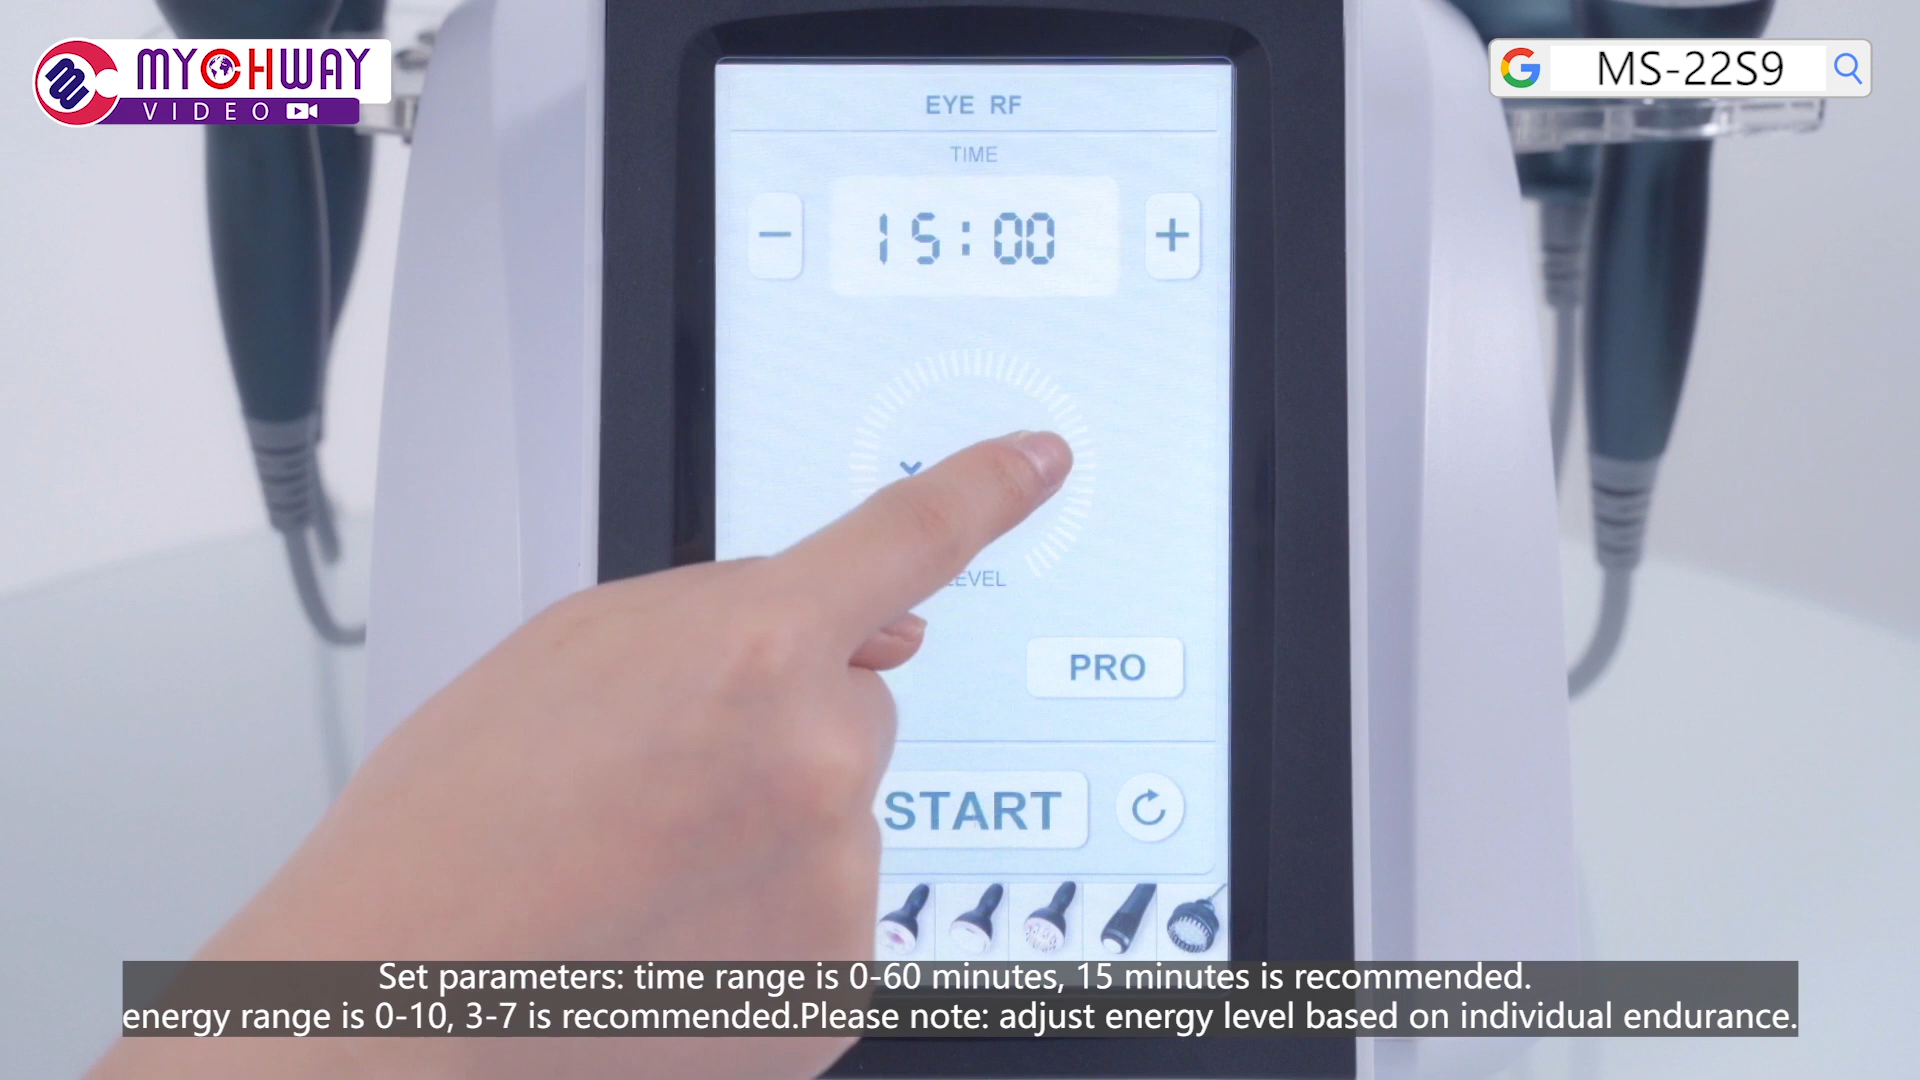 MYCHWAY
VIDEO
MS-22S9
EYE RF
TIME
15:00
LEVEL
PRO
START
Set parameters: time range is 0-60 minutes, 15 minutes is recommended.
energy range is 0-10, 3-7 is recommended.Please note: adjust energy level based on individual endurance.